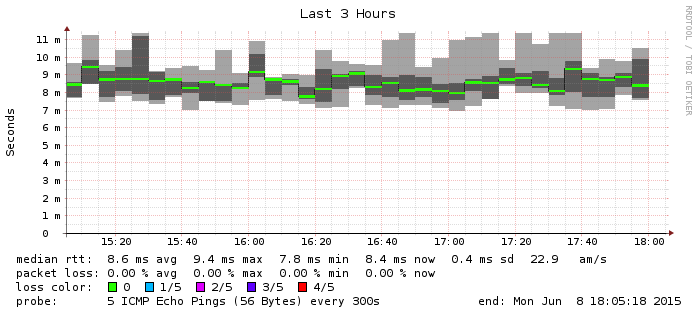 Last 3 Hours
RRDTOOL / TOBI OETIKER
Seconds
11 m
10 m
9 m
8 m
7 m
6 m
5 m
4 m
3 m
2 m
1 m
0
15:20 15:40 16:00 16:20 16:40 17:00 17:20 17:40 18:00
median rtt: 8.6 ms avg 9.4 ms max 7.8 ms min 8.4 ms now 0.4 ms sd 22.9 am/s
packet loss: 0.00 % avg 0.00 % max 0.00 % min 0.00 % now
loss color: 0 1/5 2/5 3/5 4/5
probe: 5 ICMP Echo Pings (56 Bytes) every 300s end: Mon Jun 8 18:05:18 2015